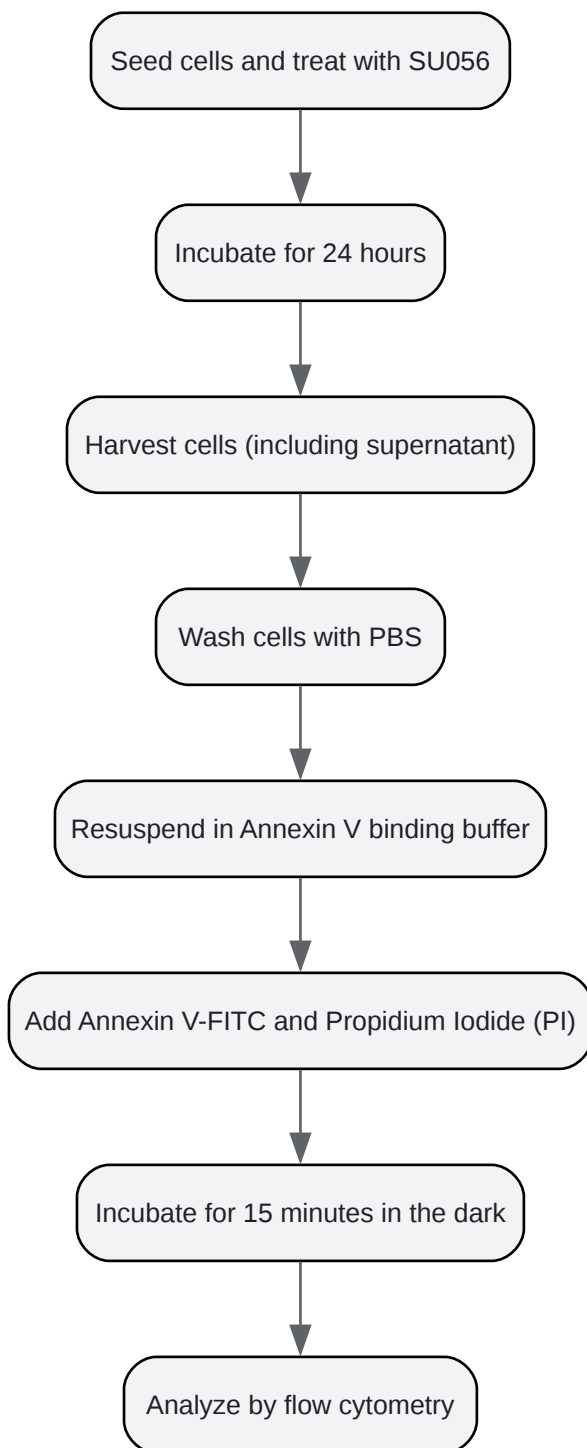 Seed cells and treat with SU056
Incubate for 24 hours
Harvest cells (including supernatant)
Wash cells with PBS
Resuspend in Annexin V binding buffer
Add Annexin V-FITC and Propidium Iodide (PI)
Incubate for 15 minutes in the dark
Analyze by flow cytometry